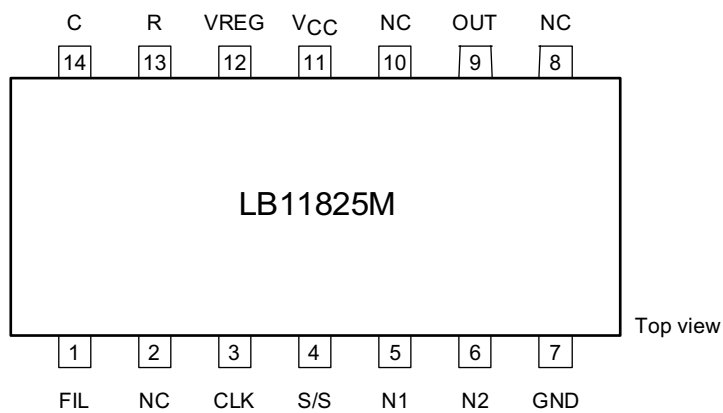 C R VREG VCC NC OUT NC
14 13 12 11 10 9 8
LB11825M
Top view
1 2 3 4 5 6 7
FIL NC CLK S/S N1 N2 GND